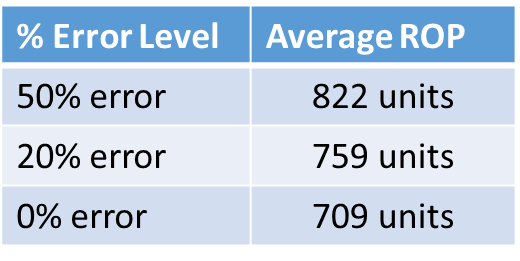 % Error Level Average ROP
50% error 822 units
20% error 759 units
0% error 709 units